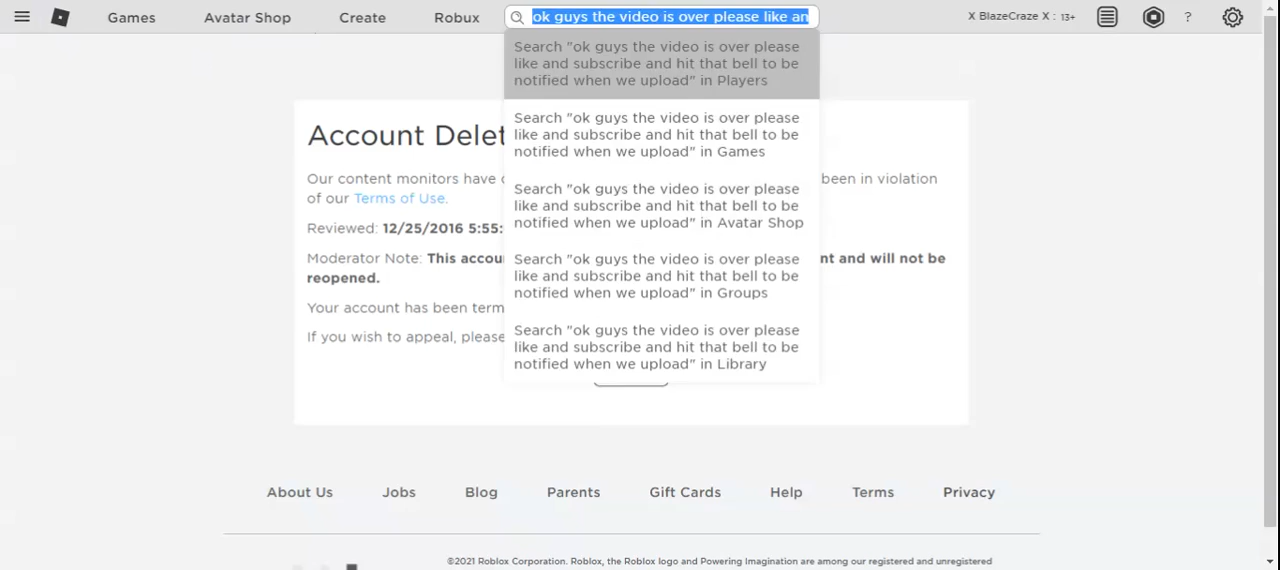 Games Avatar Shop Create Robux ok guys the video is over please like an X BlazeCraze X : 13+ ?
Search "ok guys the video is over please
like and subscribe and hit that bell to be
notified when we upload" in Players
Search "ok guys the video is over please
like and subscribe and hit that bell to be
notified when we upload" in Games
Search "ok guys the video is over please
like and subscribe and hit that bell to be
notified when we upload" in Avatar Shop
Search "ok guys the video is over please
like and subscribe and hit that bell to be
notified when we upload" in Groups
Search "ok guys the video is over please
like and subscribe and hit that bell to be
notified when we upload" in Library
Account Delet
Our content monitors have been in violation
of our Terms of Use.
Reviewed: 12/25/2016 5:55:
Moderator Note: This accou nt and will not be
reopened.
Your account has been term
If you wish to appeal, please
About Us Jobs Blog Parents Gift Cards Help Terms Privacy
©2021 Roblox Corporation. Roblox, the Roblox logo and Powering Imagination are among our registered and unregistered